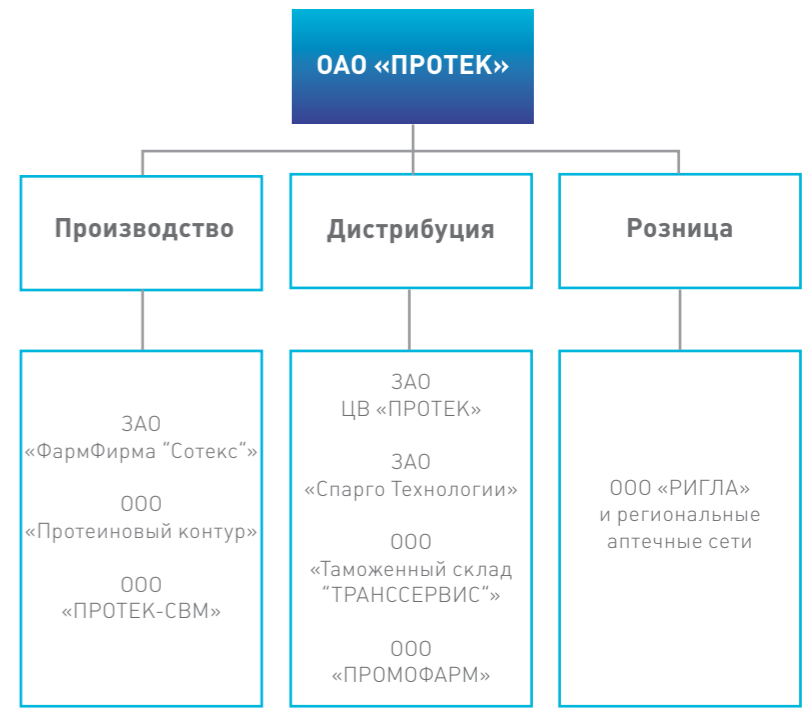 ОАО «ПРОТЕК»
Производство
Дистрибуция
Розница
ЗАО
«ФармФирма "Сотекс"»
ООО
«Протеиновый контур»
ООО
«ПРОТЕК-СВМ»
ЗАО
ЦВ «ПРОТЕК»
ЗАО
«Спарго Технологии»
ООО
«Таможенный склад
"ТРАНССЕРВИС"»
ООО
«ПРОМОФАРМ»
ООО «РИГЛА»
и региональные
аптечные сети